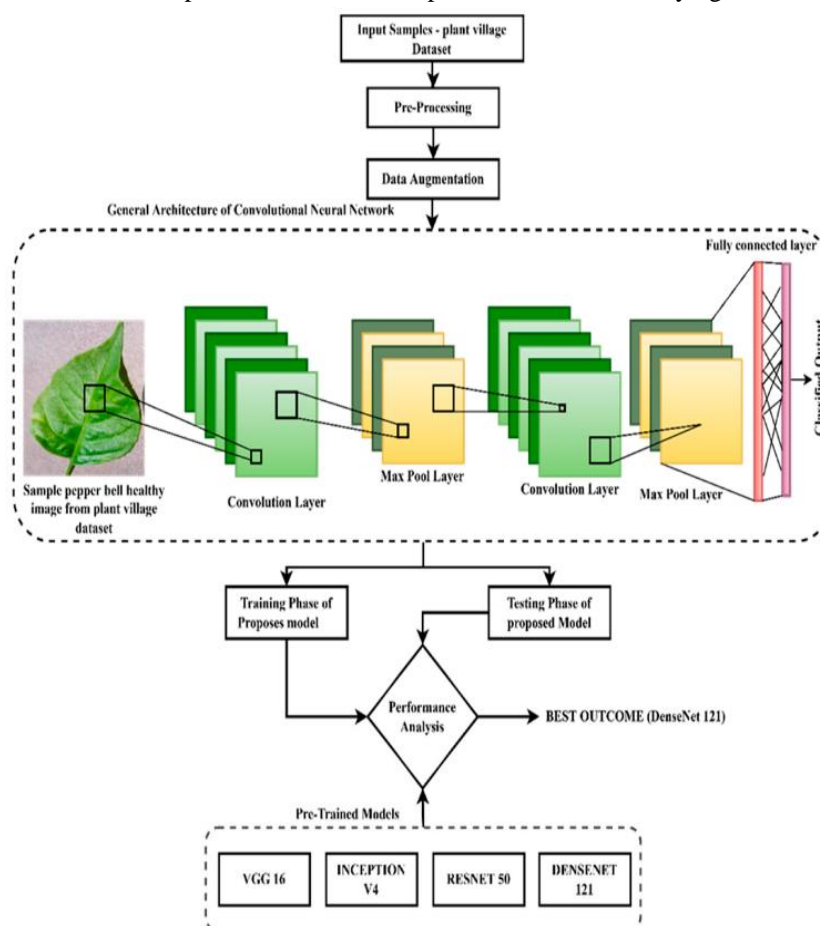 Input Samples - plant village
Dataset
Pre-Processing
Data Augmentation
General Architecture of Convolutional Neural Network
Fully connected layer
Sample pepper bell healthy
image from plant village
dataset
Convolution Layer
Max Pool Layer
Convolution Layer
Max Pool Layer
Classified Output
Training Phase of
Proposes model
Testing Phase of
proposed Model
Performance
Analysis
BEST OUTCOME (DenseNet 121)
Pre-Trained Models
VGG 16
INCEPTION
V4
RESNET 50
DENSENET
121